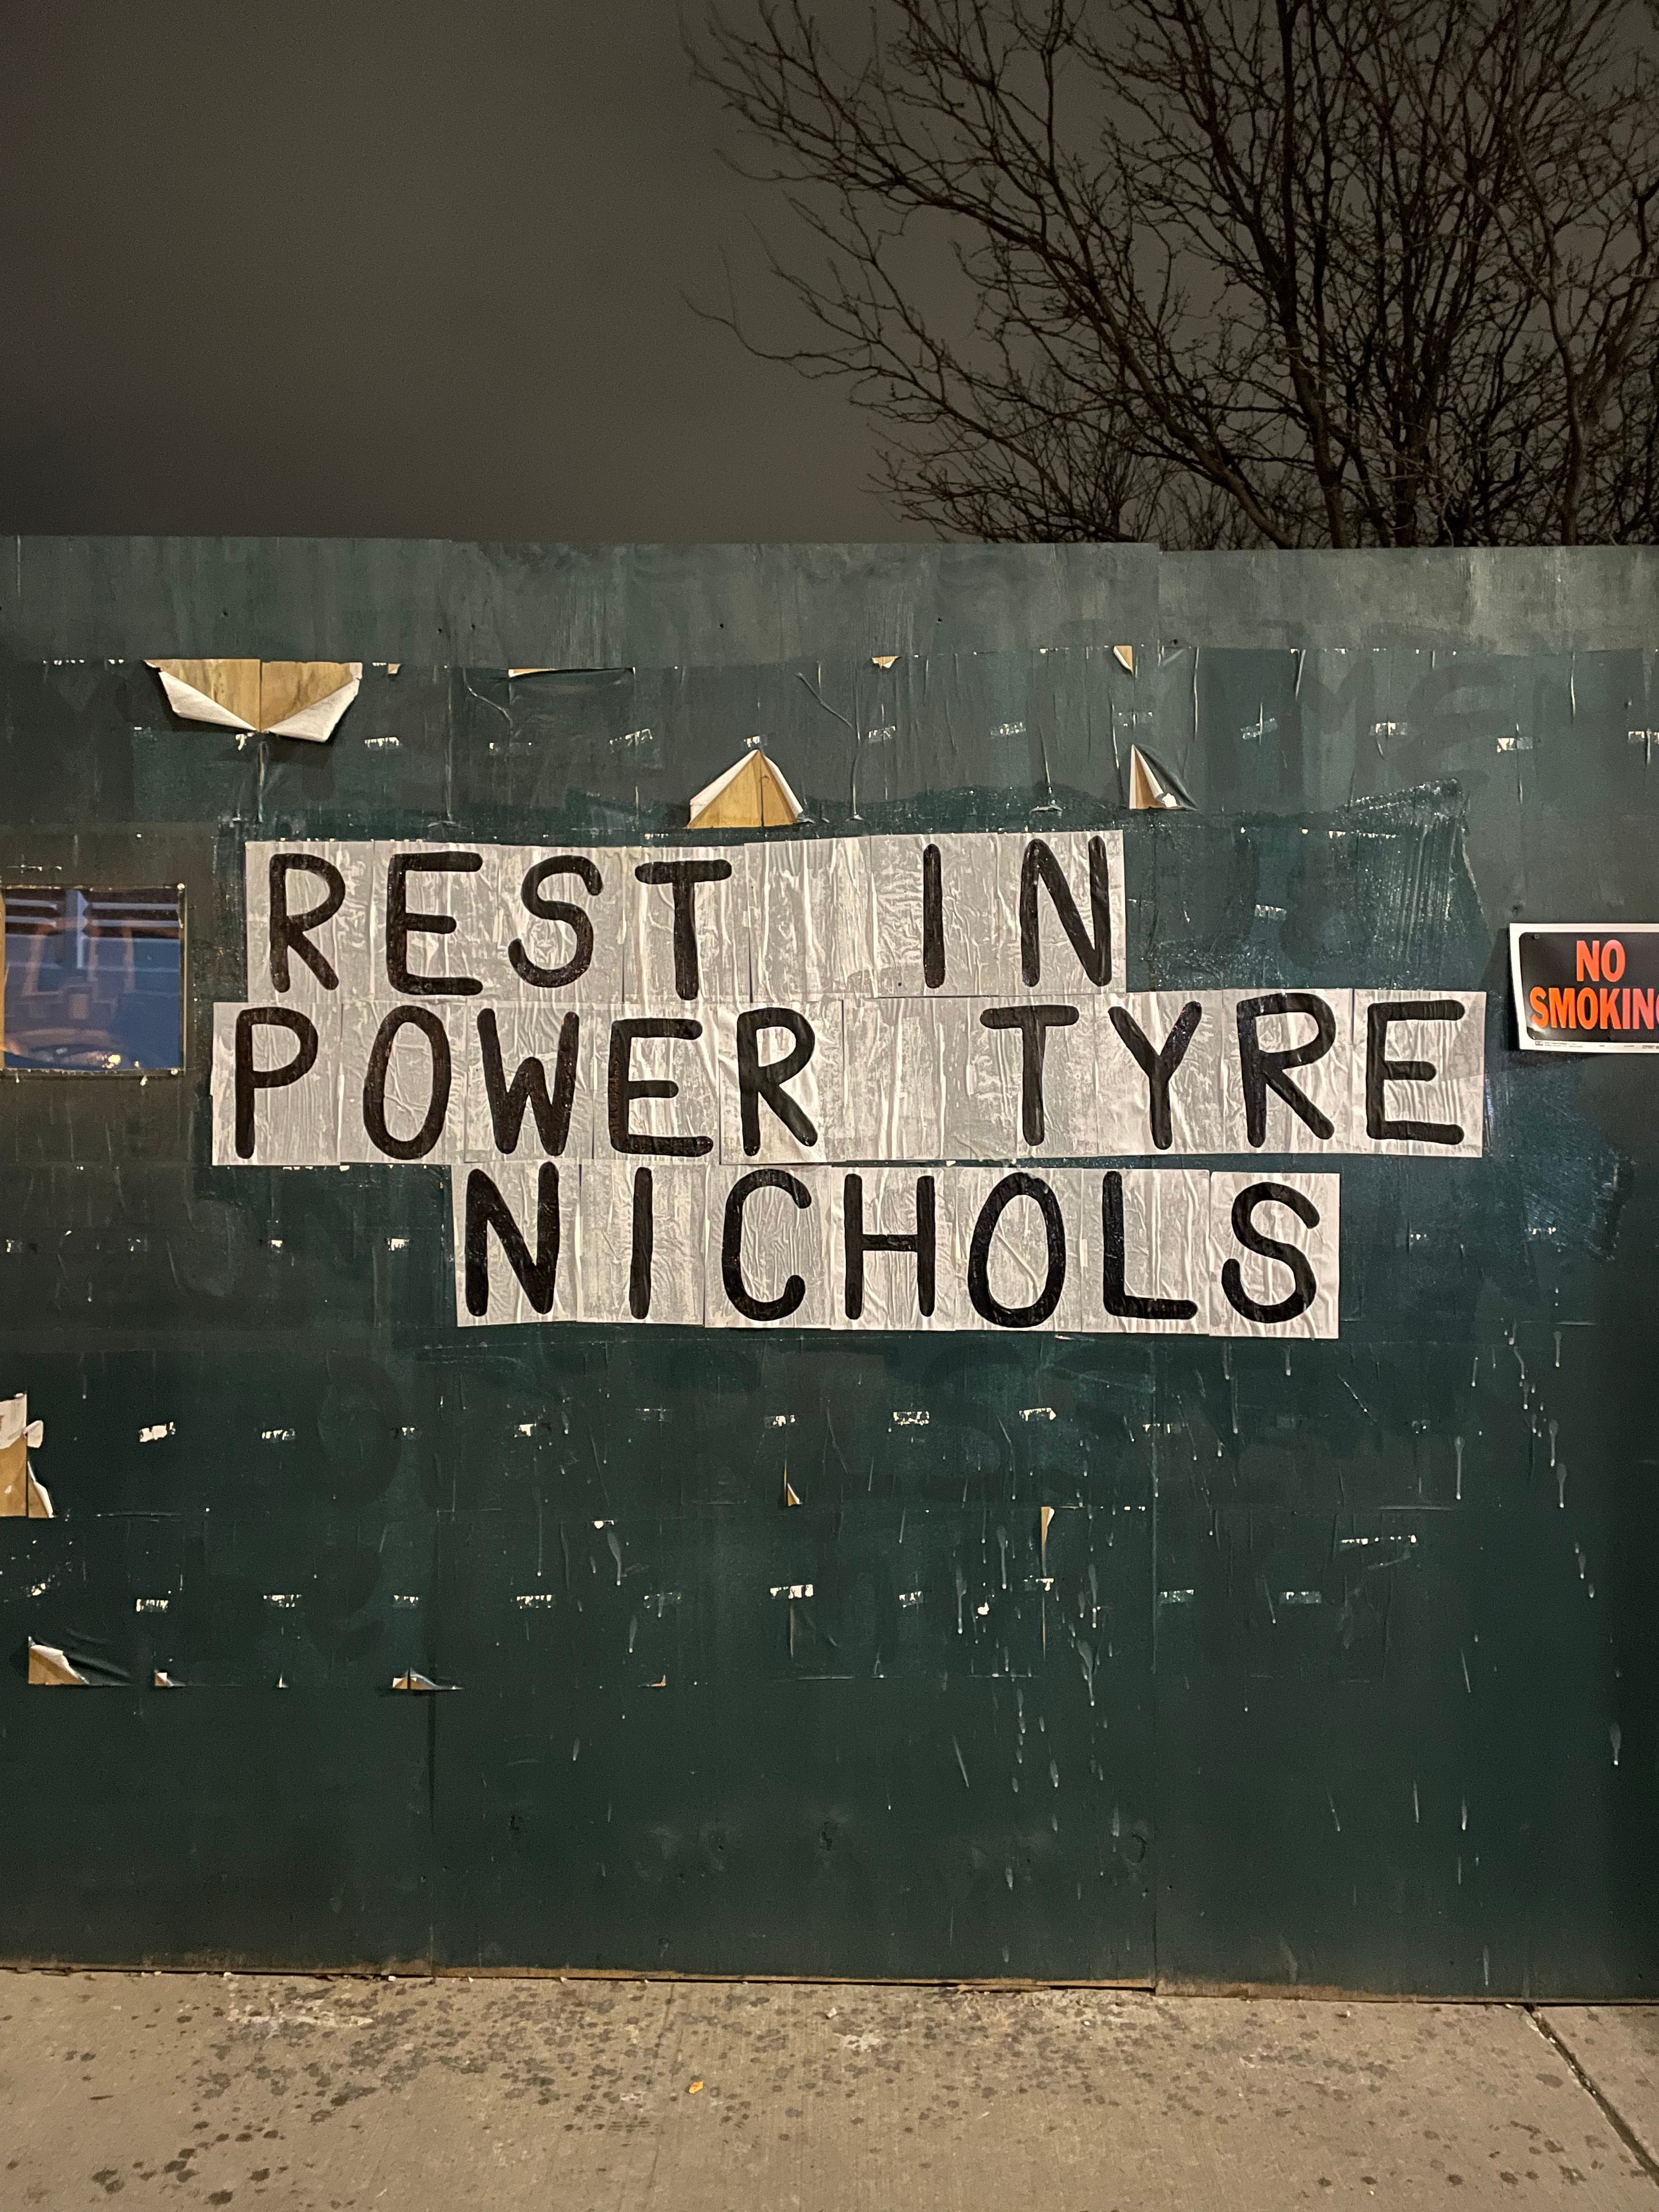 REST IN
POWER TYRE
NICHOLS
NO
SMOKING